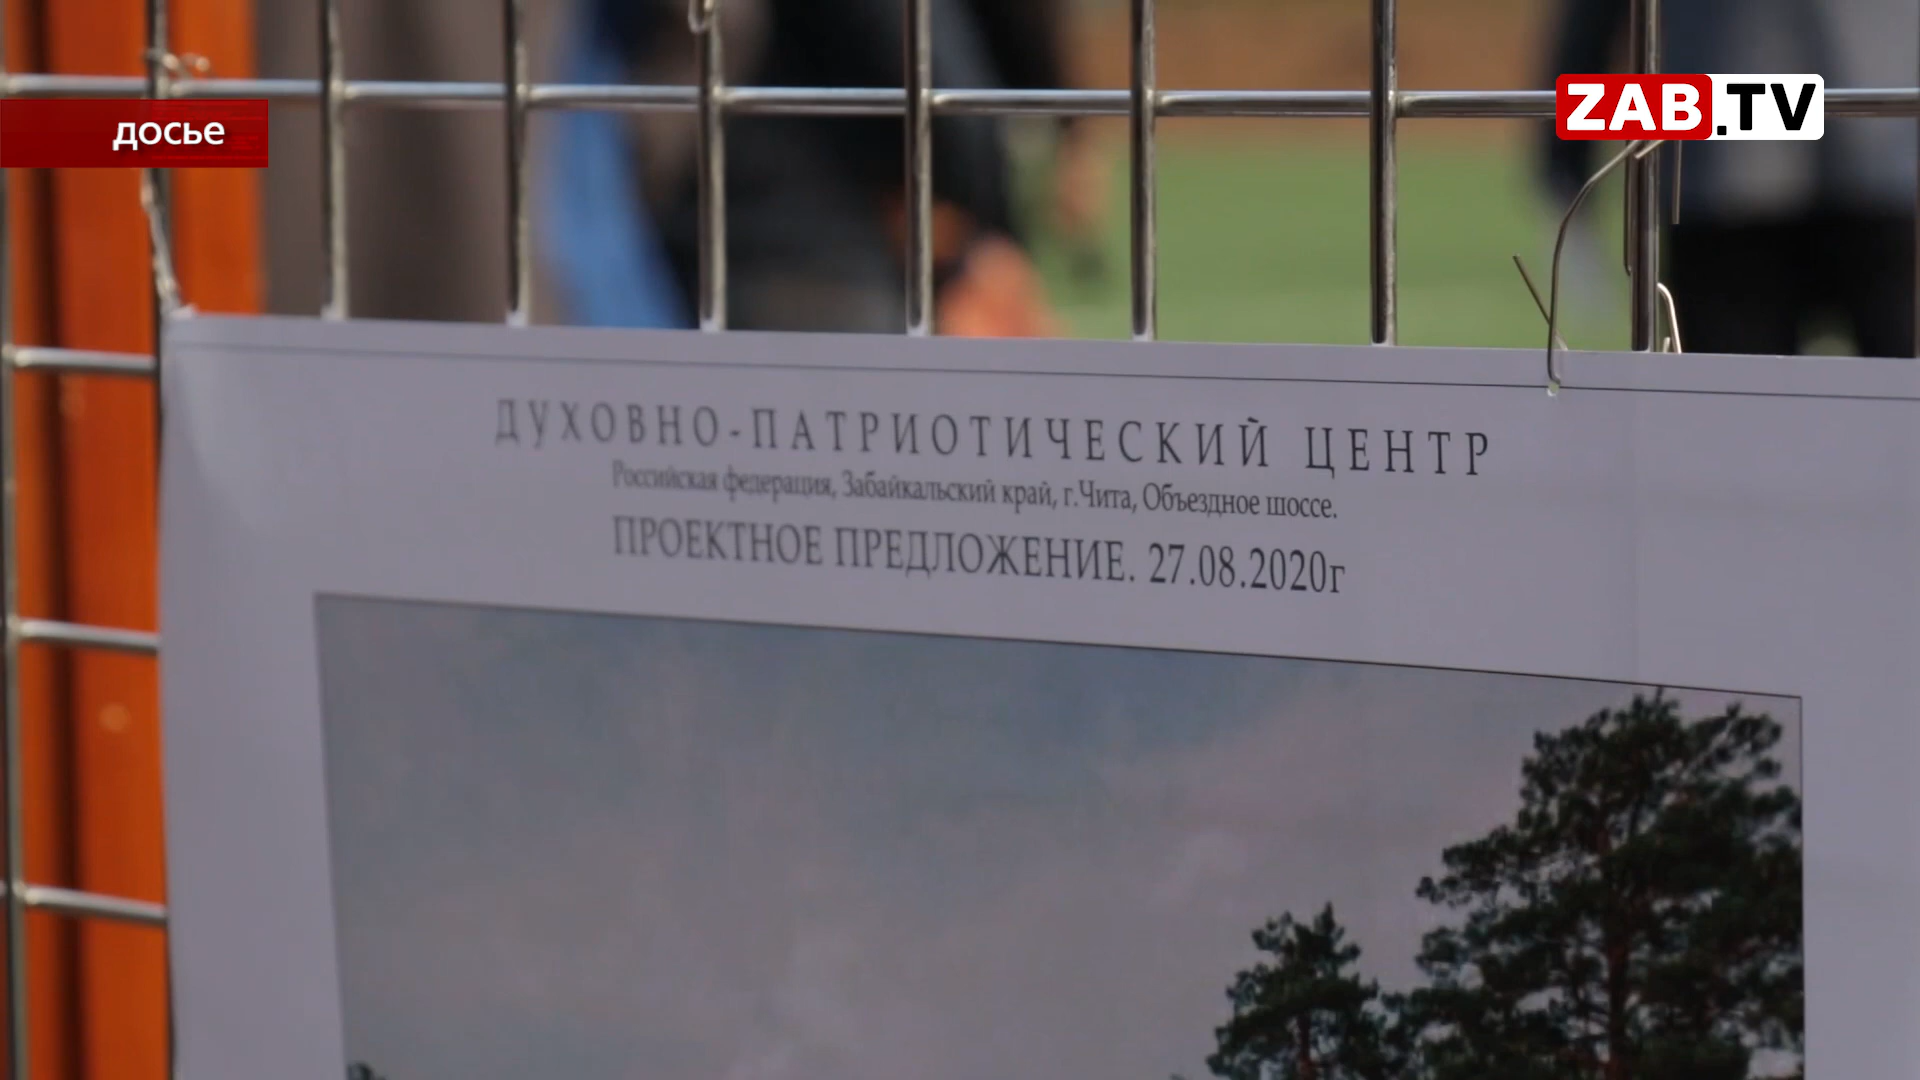 досье
ZAB.TV
ДУХОВНО-ПАТРИОТИЧЕСКИЙ ЦЕНТР
Российская федерация, Забайкальский край, г.Чита, Объездное шоссе.
ПРОЕКТНОЕ ПРЕДЛОЖЕНИЕ. 27.08.2020г